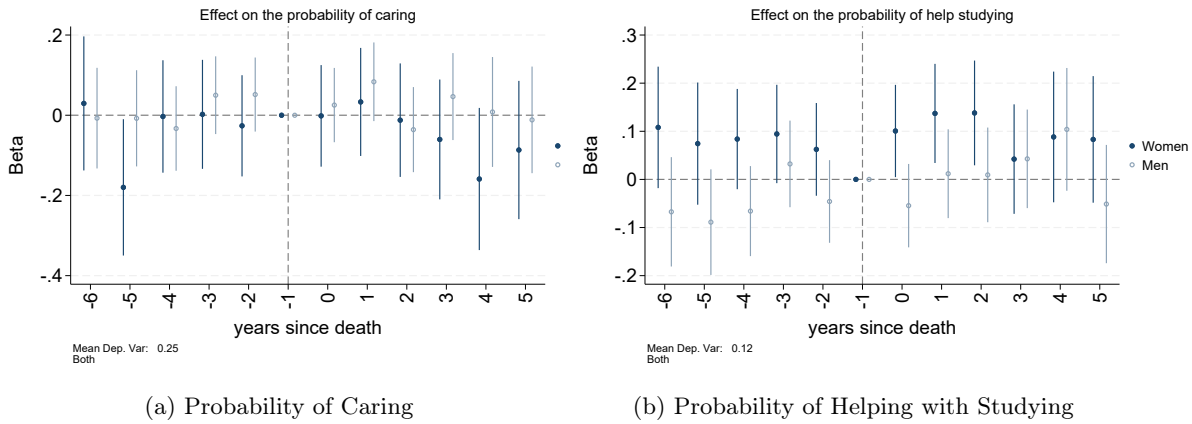 Effect on the probability of caring
.2
0
-.2
-.4
Beta
-6 -5 -4 -3 -2 -1 0 1 2 3 4 5
years since death
Mean Dep. Var: 0.25
Both
(a) Probability of Caring
Effect on the probability of help studying
.3
.2
.1
0
-.1
-.2
Beta
-6 -5 -4 -3 -2 -1 0 1 2 3 4 5
years since death
Women
Men
Mean Dep. Var: 0.12
Both
(b) Probability of Helping with Studying